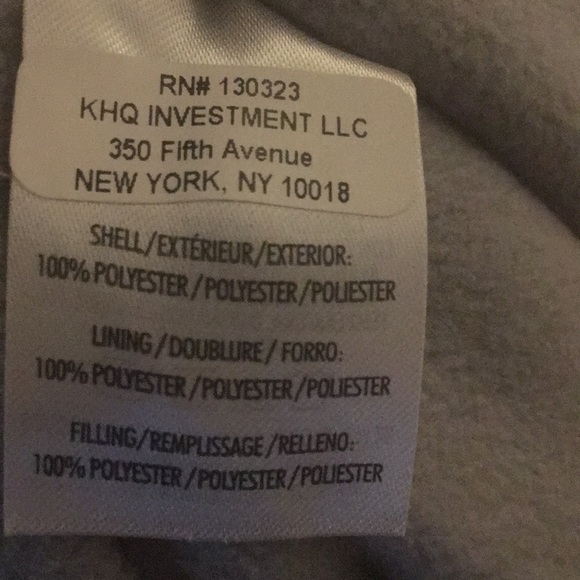 RN# 130323
KHQ INVESTMENT LLC
350 Fifth Avenue
NEW YORK, NY 10018
SHELL/EXTÉRIEUR/EXTERIOR:
100% POLYESTER/POLYESTER/POLIESTER
LINING/DOUBLURE/ FORRO:
100% POLYESTER/POLYESTER/POLIESTER
FILLING/REMPLISSAGE/RELLENO:
100% POLYESTER/POLYESTER/POLIESTER